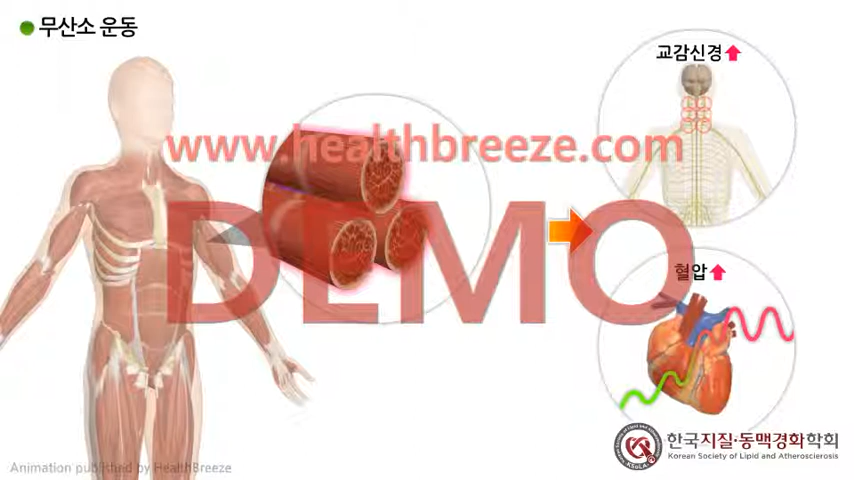 무산소 운동
교감신경
www.healthbreeze.com
DEMO
혈압
한국지질·동맥경화학회
Korean Society of Lipid and Atherosclerosis
Animation published by HealthBreeze